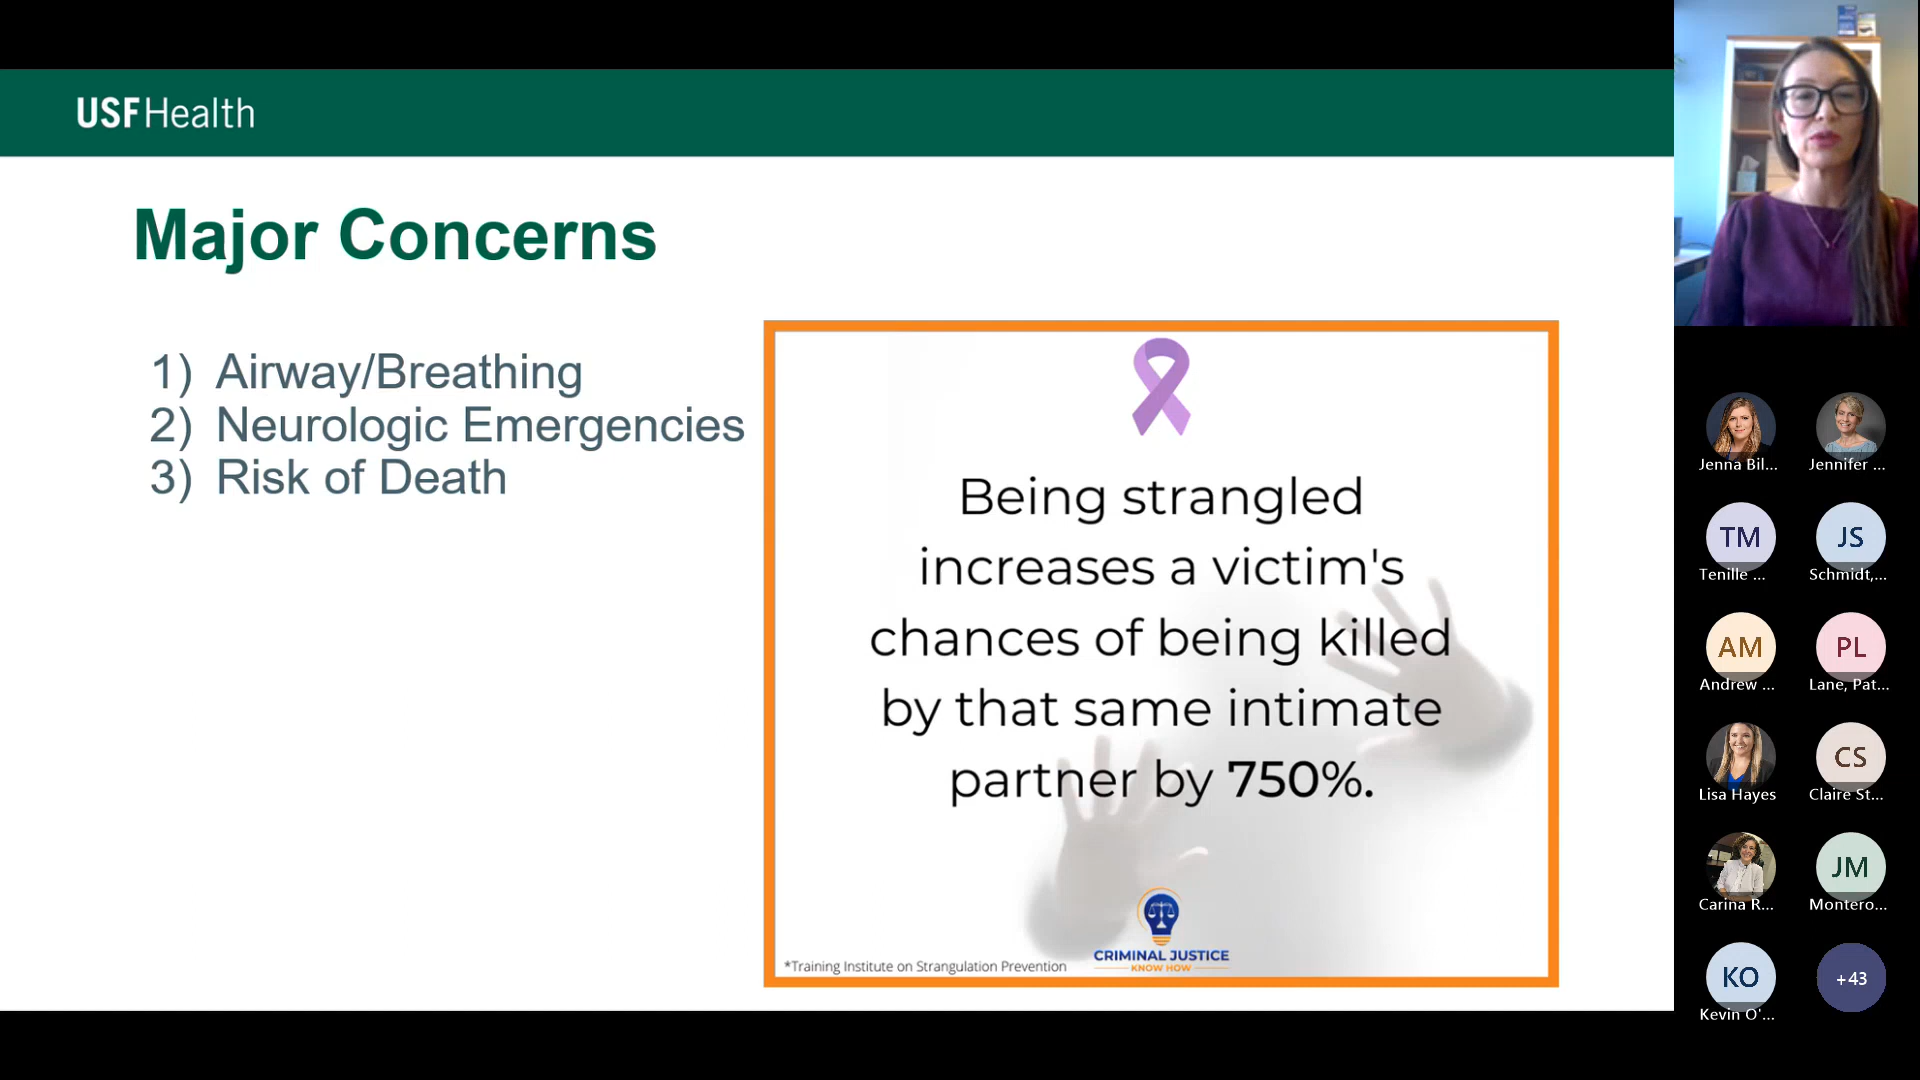 USF Health
Major Concerns
1) Airway/Breathing
2) Neurologic Emergencies
3) Risk of Death
Being strangled
increases a victim's
chances of being killed
by that same intimate
partner by 750%.
*Training Institute on Strangulation Prevention
CRIMINAL JUSTICE
KNOW HOW
Jenna Bil...
Jennifer ...
TM
Tenille ...
JS
Schmidt,...
AM
Andrew ...
PL
Lane, Pat...
Lisa Hayes
CS
Claire St...
Carina R...
JM
Montero...
KO
Kevin O'...
+43